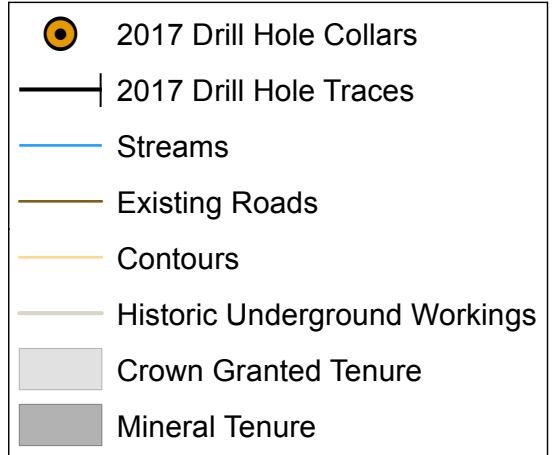 2017 Drill Hole Collars
2017 Drill Hole Traces
Streams
Existing Roads
Contours
Historic Underground Workings
Crown Granted Tenure
Mineral Tenure